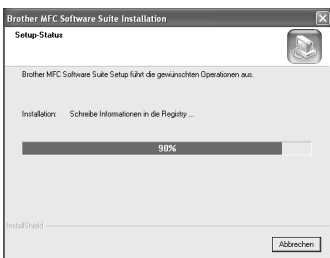 Brother MFC Software Suite Installation
Setup-Status
Brother MFC Software Suite Setup führt die gewünschten Operationen aus.
Installation: Schreibe Informationen in die Registry ...
90%
InstallShield
Abbrechen